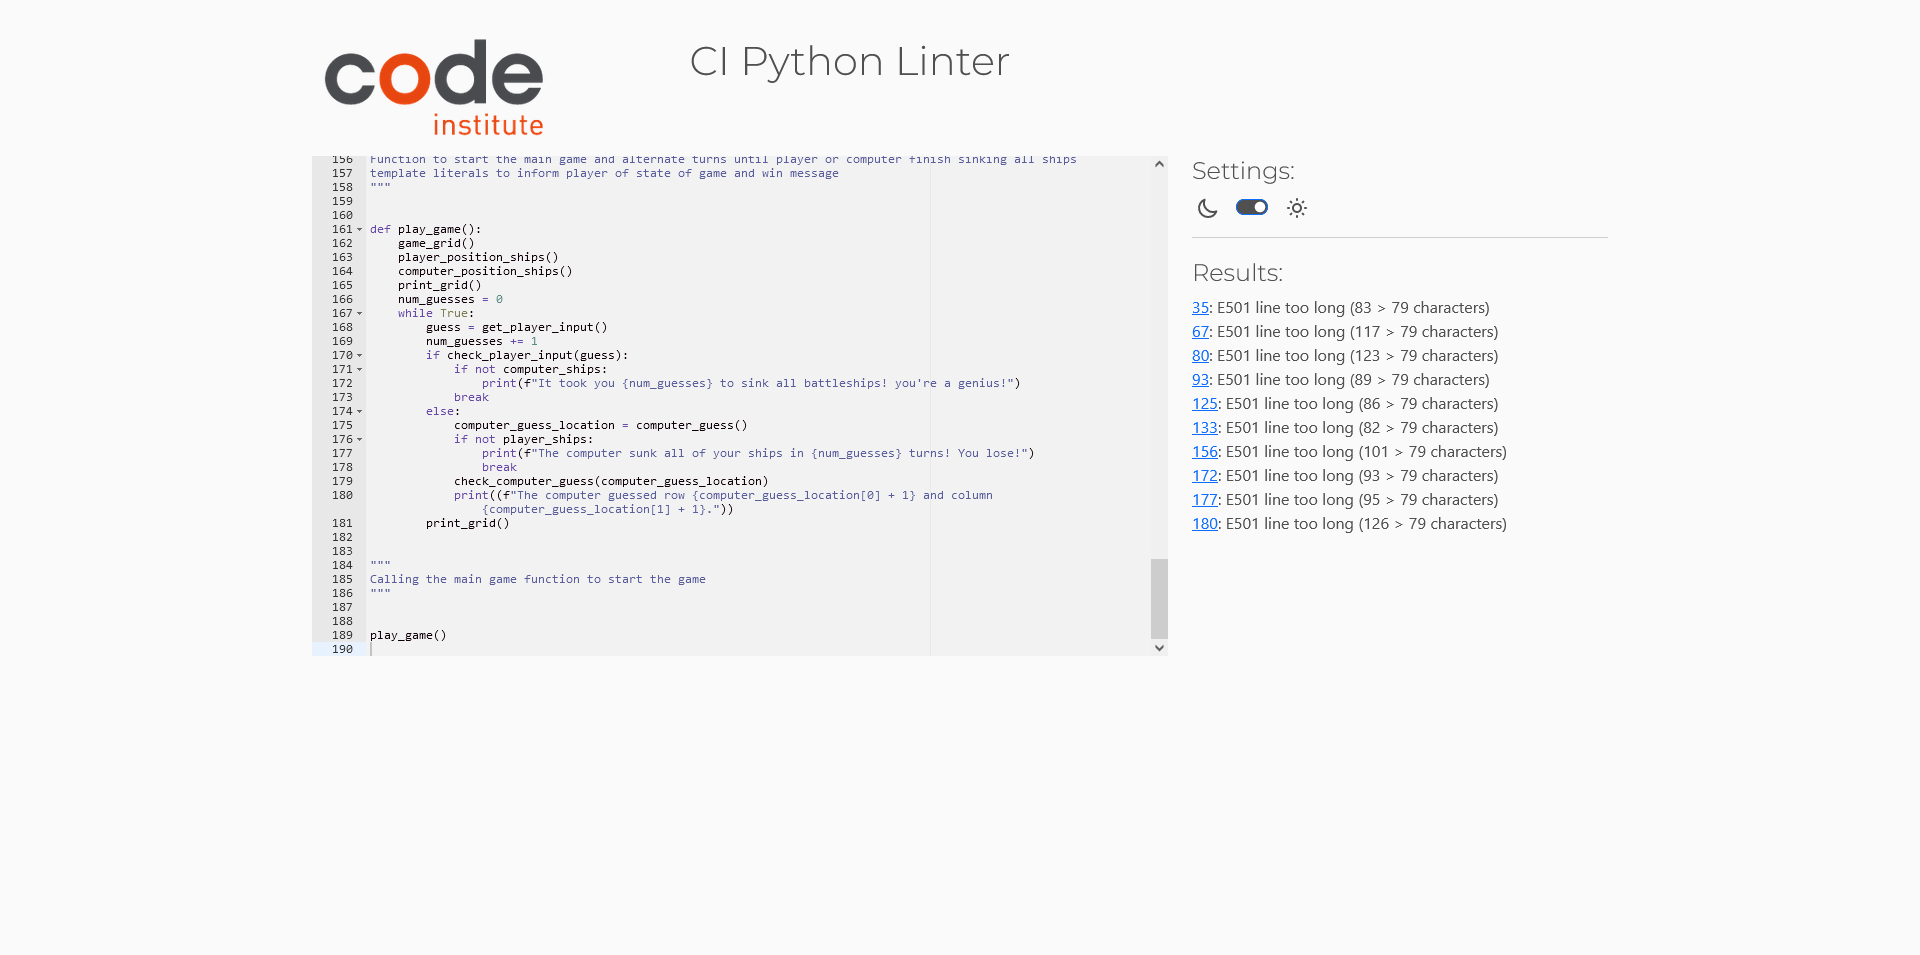 code
institute
CI Python Linter
156 Function to start the main game and alternate turns until player or computer finish sinking all ships
157 template literals to inform player of state of game and win message
158 """
159
160
161 def play_game():
162     game_grid()
163     player_position_ships()
164     computer_position_ships()
165     print_grid()
166     num_guesses = 0
167     while True:
168         guess = get_player_input()
169         num_guesses += 1
170         if check_player_input(guess):
171             if not computer_ships:
172                 print(f"It took you {num_guesses} to sink all battleships! you're a genius!")
173             break
174         else:
175             computer_guess_location = computer_guess()
176             if not player_ships:
177                 print(f"The computer sunk all of your ships in {num_guesses} turns! You lose!")
178                 break
179             check_computer_guess(computer_guess_location)
180             print((f"The computer guessed row {computer_guess_location[0] + 1} and column
                {computer_guess_location[1] + 1}."))
181         print_grid()
182
183
184 """
185 Calling the main game function to start the game
186 """
187
188
189 play_game()
190
Settings:
Results:
35: E501 line too long (83 > 79 characters)
67: E501 line too long (117 > 79 characters)
80: E501 line too long (123 > 79 characters)
93: E501 line too long (89 > 79 characters)
125: E501 line too long (86 > 79 characters)
133: E501 line too long (82 > 79 characters)
156: E501 line too long (101 > 79 characters)
172: E501 line too long (93 > 79 characters)
177: E501 line too long (95 > 79 characters)
180: E501 line too long (126 > 79 characters)